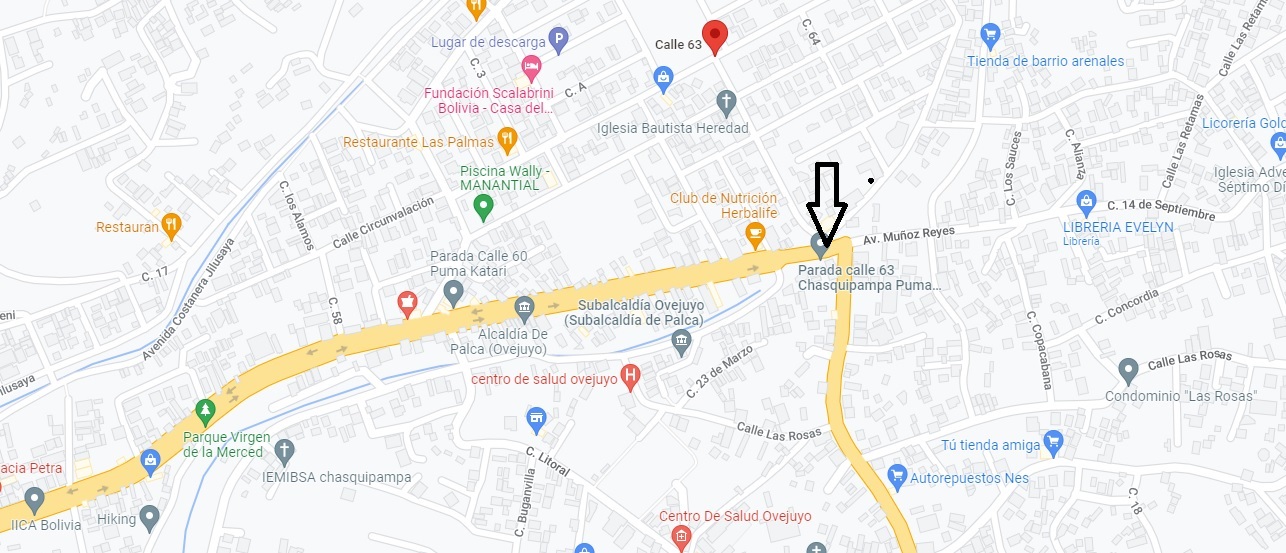 Lugar de descarga
Calle 63
C. 64
Tienda de barrio arenales
Calle Las Retamas
C. 3
Fundación Scalabrini
Bolivia - Casa del...
C. A
Iglesia Bautista Heredad
Restaurante Las Palmas
Piscina Wally -
MANANTIAL
Licorería Gold
C. Los Sauces
C. Alianza
Calle Las Retamas
Iglesia Adve
Séptimo Dí
C. los Alamos
Calle Circunvalación
Club de Nutrición
Herbalife
Restauran
C. 14 de Septiembre
LIBRERIA EVELYN
Librería
Av. Muñoz Reyes
C. 17
Avenida Costanera Jilusaya
Parada Calle 60
Puma Katari
Parada calle 63
Chasquipampa Puma...
C. 58
Subalcaldía Ovejuyo
(Subalcaldía de Palca)
Alcaldía De
Palca (Ovejuyo)
C. Concordia
C. Copacabana
eni
ilusaya
centro de salud ovejuyo
C. 23 de Marzo
Calle Las Rosas
Condominio "Las Rosas"
Parque Virgen
de la Merced
Calle Las Rosas
Tú tienda amiga
acia Petra
IEMIBSA chasquipampa
C. Litoral
C. Buganvilla
Autorepuestos Nes
C. 18
IICA Bolivia
Hiking
Centro De Salud Ovejuyo